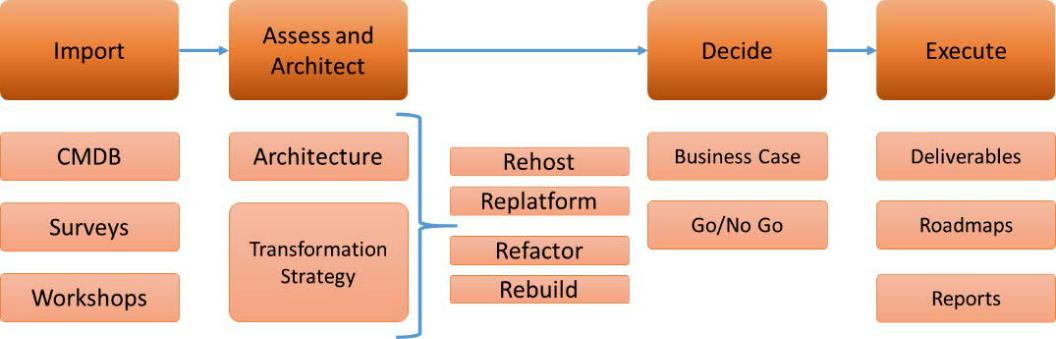 Import
Assess and
Architect
Decide
Execute
CMDB
Surveys
Workshops
Architecture
Transformation
Strategy
Rehost
Replatform
Refactor
Rebuild
Business Case
Go/No Go
Deliverables
Roadmaps
Reports